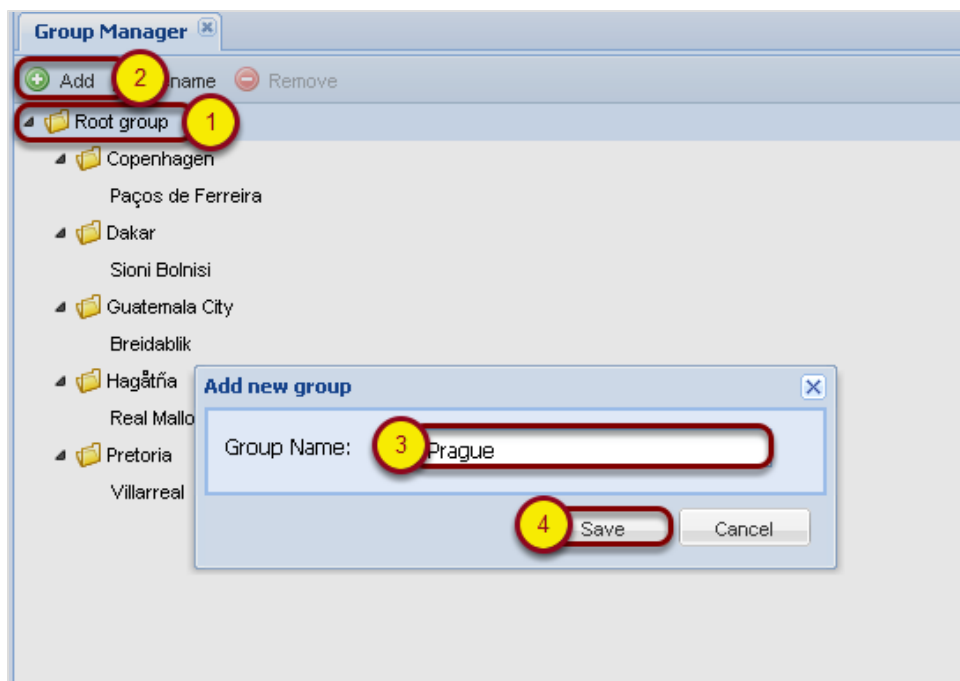 Group Manager
Add 2 name Remove
Root group 1
Copenhagen
Paços de Ferreira
Dakar
Sioni Bolnisi
Guatemala City
Breidablik
Hagåtña
Add new group
Real Mallo
Group Name: 3 Prague
Pretoria
Villarreal
4 Save Cancel